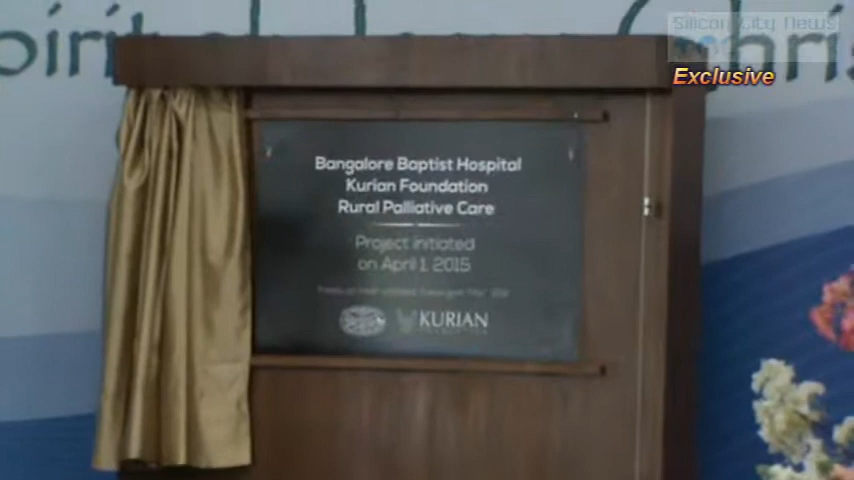 Silicon City News
Exclusive
Bangalore Baptist Hospital
Kurian Foundation
Rural Palliative Care
Project initiated
on April 1 2015
KURIAN
FOUNDATION